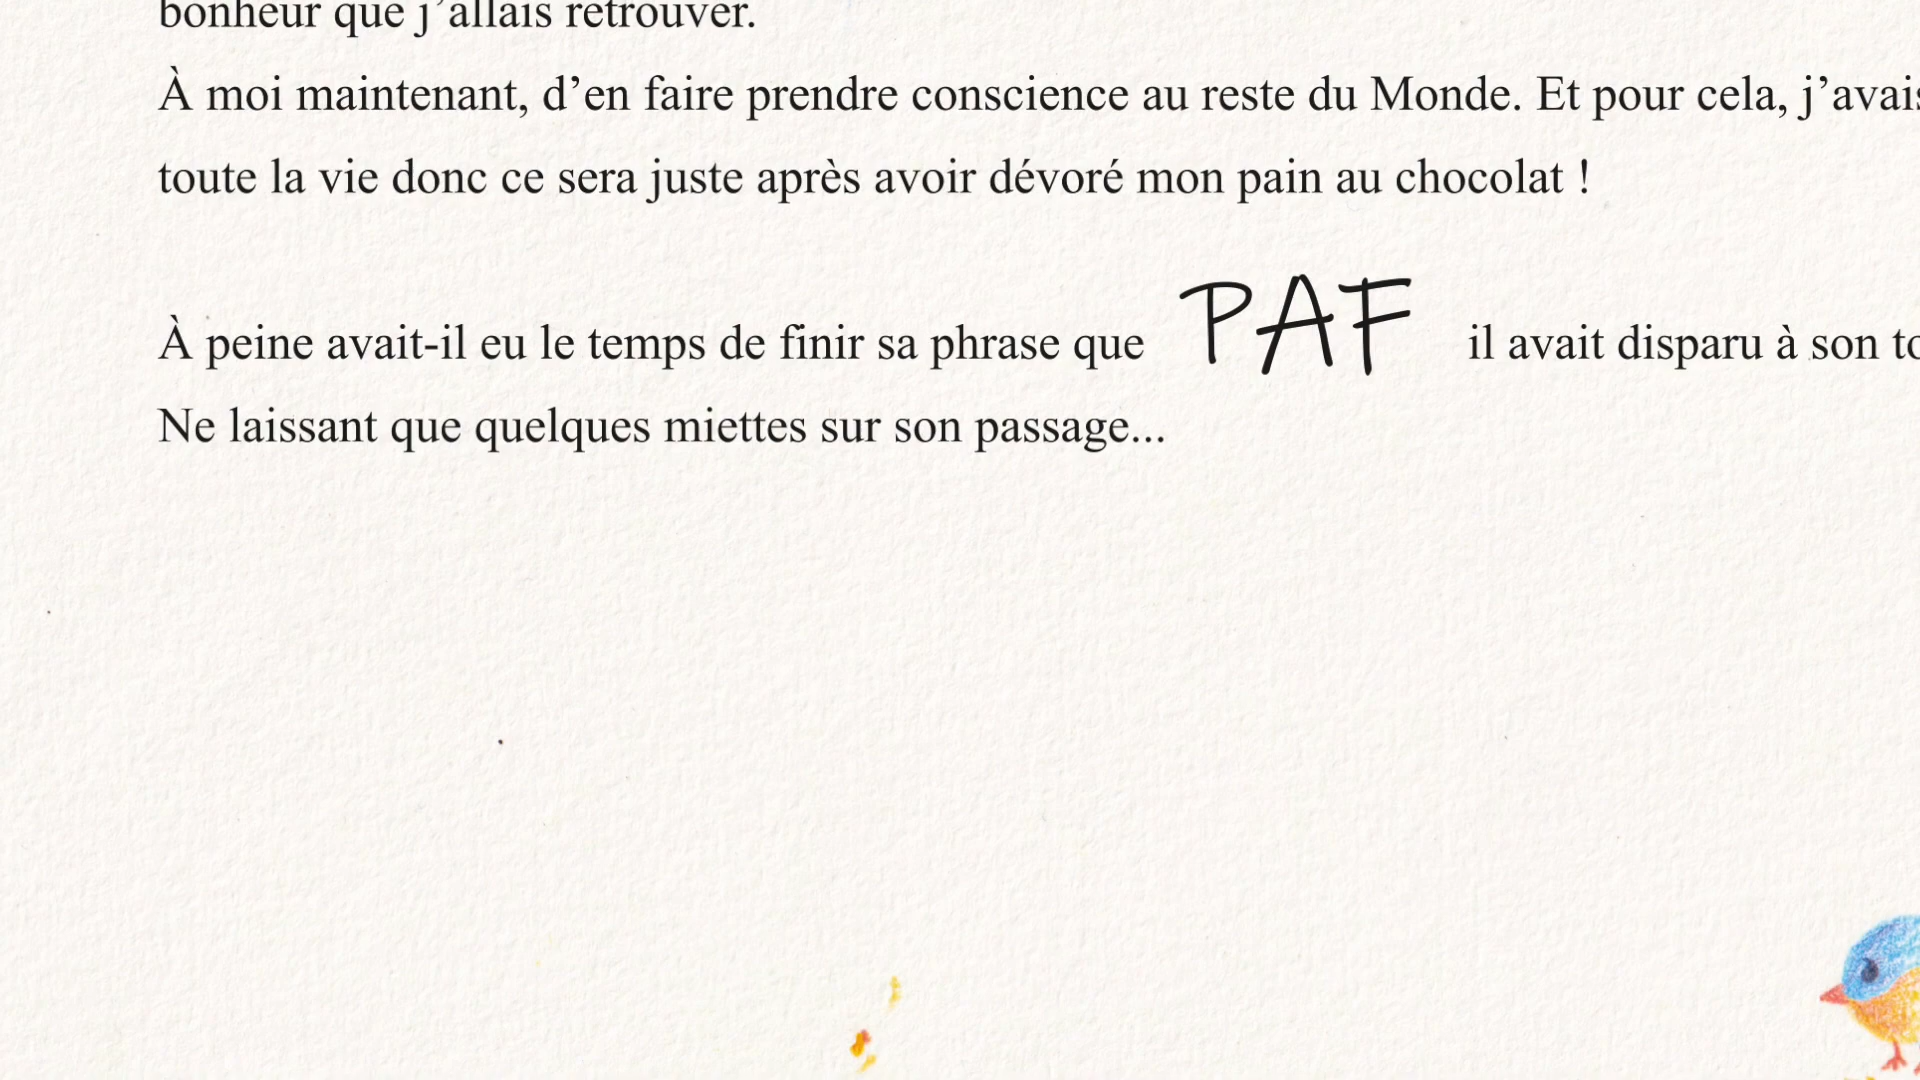 bonheur que j’allais retrouver.
À moi maintenant, d’en faire prendre conscience au reste du Monde. Et pour cela, j’avais
toute la vie donc ce sera juste après avoir dévoré mon pain au chocolat !
À peine avait-il eu le temps de finir sa phrase que PAF il avait disparu à son
Ne laissant que quelques miettes sur son passage...